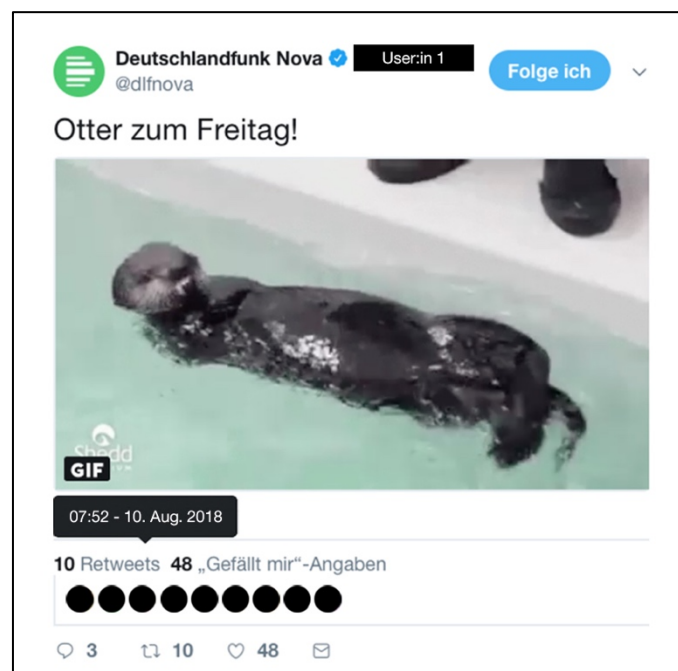 Deutschlandfunk Nova User:in 1 Folge ich
@dlfnova
Otter zum Freitag!
Shedd
GIF
07:52 - 10. Aug. 2018
10 Retweets 48 „Gefällt mir“-Angaben
3 10 48